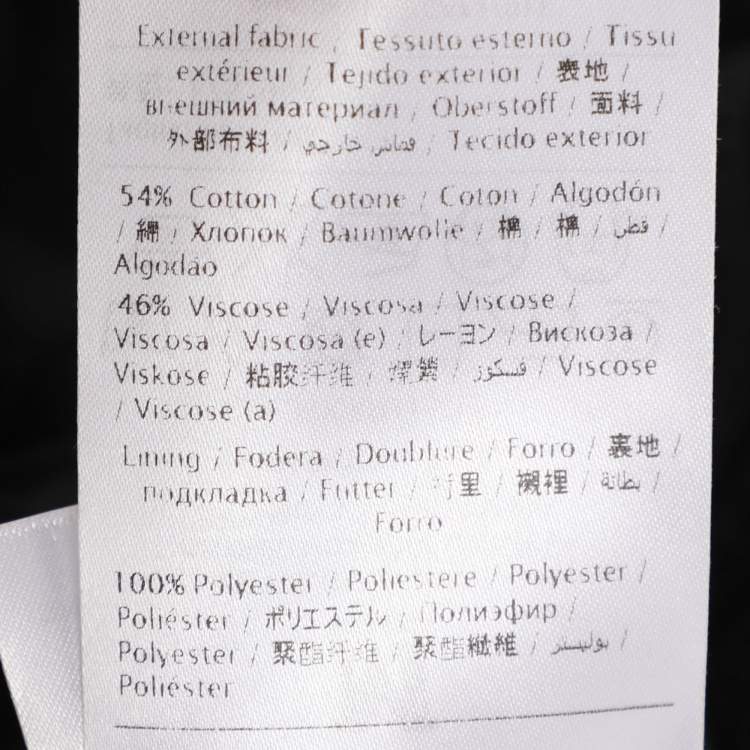 External fabric / Tessuto esterno / Tissu
extérieur / Tejido exterior / 表地 /
внешний материал / Oberstoff / 面料 /
外部布料 / قماش خارجي / Tecido exterior
54% Cotton / Cotone / Coton / Algodón
/ 綿 / Хлопок / Baumwolle / 棉 / 棉 / قطن /
Algodão
46% Viscose / Viscosa / Viscose /
Viscosa / Viscosa (e) / レーヨン / Вискоза /
Viskose / 粘胶纤维 / 嫘縈 / فسكوز / Viscose
/ Viscose (a)
Lining / Fodera / Doublure / Forro / 裏地 /
подкладка / Futter / 衬里 / 襯裡 / بطانة /
Forro
100% Polyester / Poliestere / Polyester /
Poliéster / ポリエステル / Полиэфир /
Polyester / 聚酯纤维 / 聚酯纖維 / بوليستر /
Poliéster